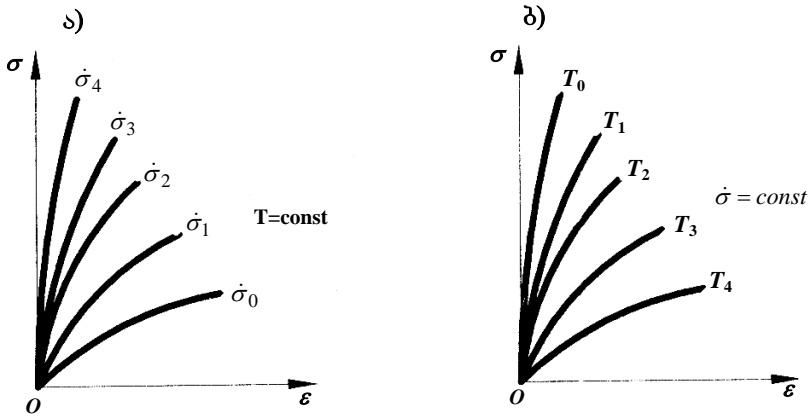 ა)
σ
σ̇4
σ̇3
σ̇2
σ̇1
σ̇0
T=const
O
ε
ბ)
σ
T0
T1
T2
T3
T4
σ̇ = const
O
ε